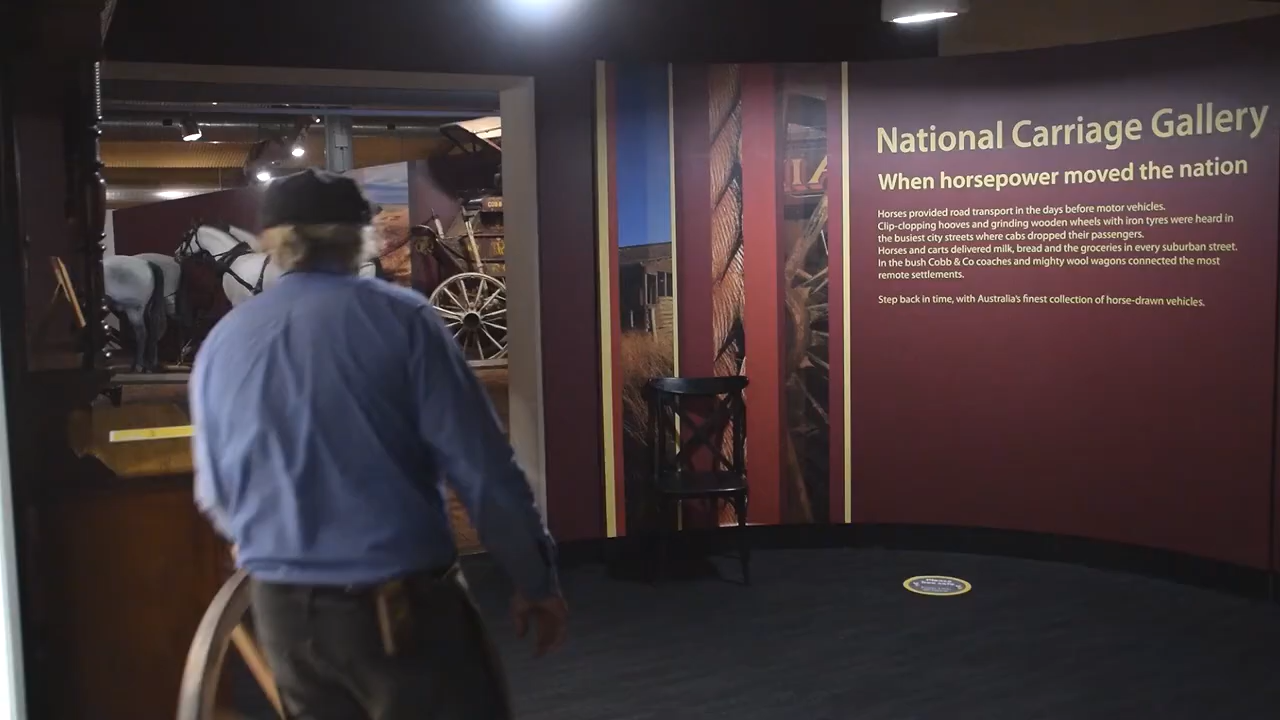 National Carriage Gallery
When horsepower moved the nation
Horses provided road transport in the days before motor vehicles.
Clip-clopping hooves and grinding wooden wheels with iron tyres were heard in
the busiest city streets where cabs dropped their passengers.
Horses and carts delivered milk, bread and the groceries in every suburban street.
In the bush Cobb & Co coaches and mighty wool wagons connected the most
remote settlements.
Step back in time, with Australia's finest collection of horse-drawn vehicles.